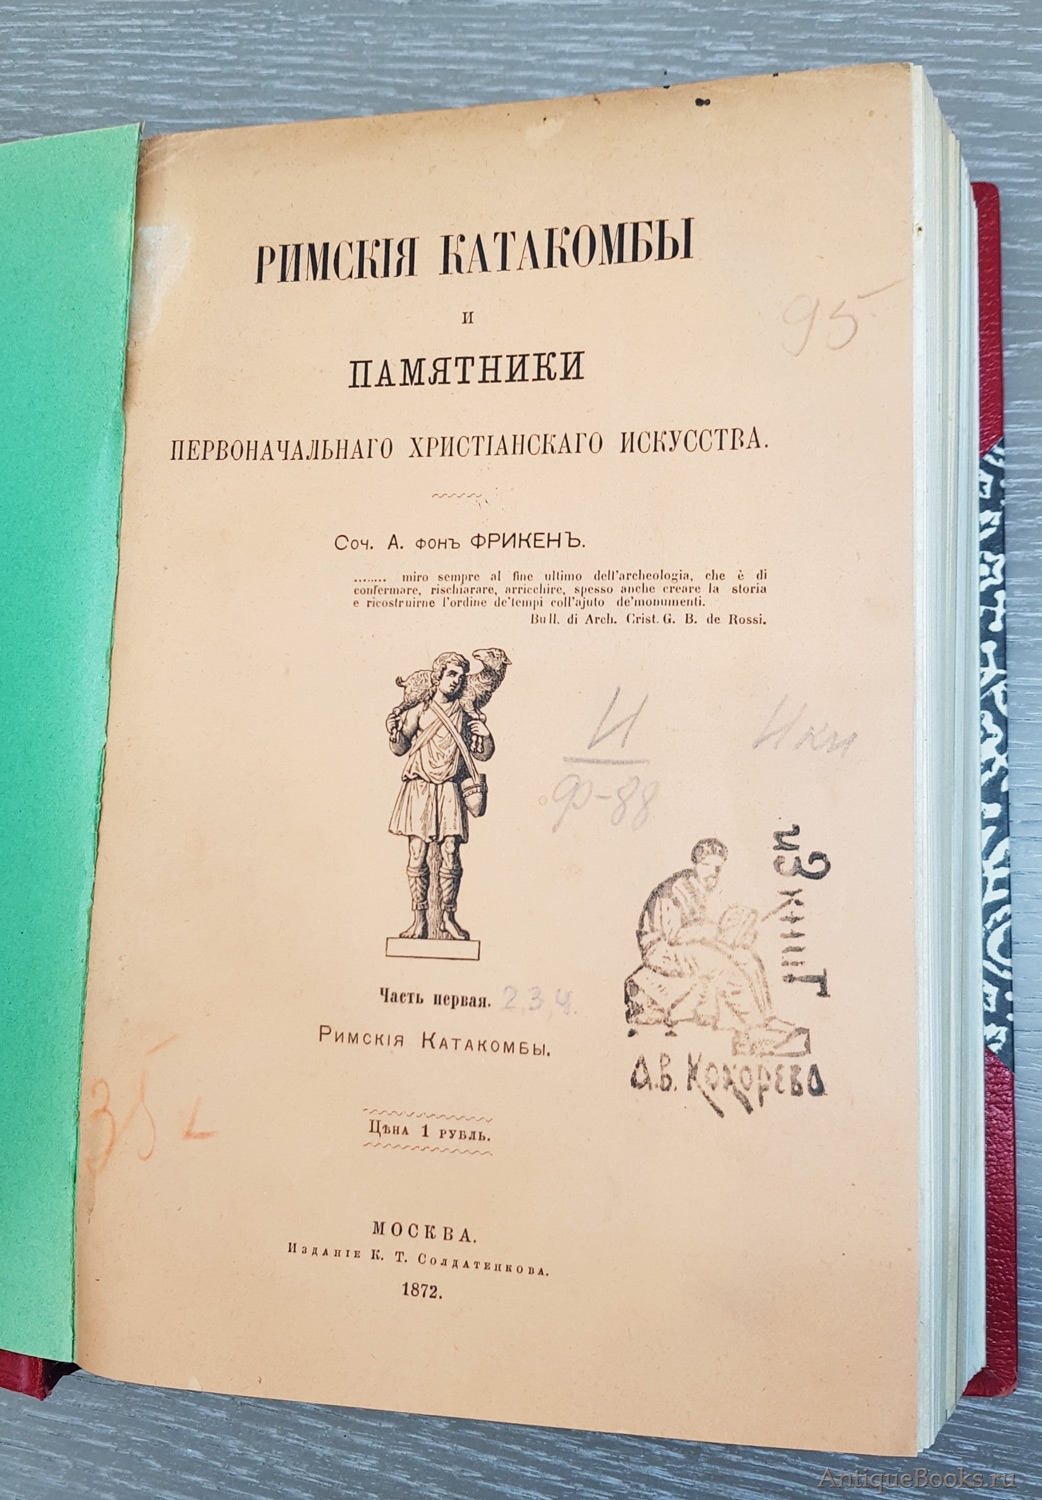 РИМСКІЯ КАТАКОМБЫ
И
ПАМЯТНИКИ
ПЕРВОНАЧАЛЬНАГО ХРИСТІАНСКАГО ИСКУССТВА.
95
Соч. А. фонъ ФРИКЕНЪ.
........ miro sempre al fine ultimo dell'archeologia, che è di
confermare, rischiarare, arricchire, spesso anche creare la storia
e ricostruirne l'ordine de'tempi coll'ajuto de'monumenti.
Bull. di Arch. Crist. G. B. de Rossi.
И
Ф-88
из книг
А.В. Кохорева
Часть первая. 2,3,4.
Римскія Катакомбы.
35
Цѣна 1 рубль.
МОСКВА.
Изданіе К. Т. Солдатенкова.
1872.
AntiqueBooks.ru